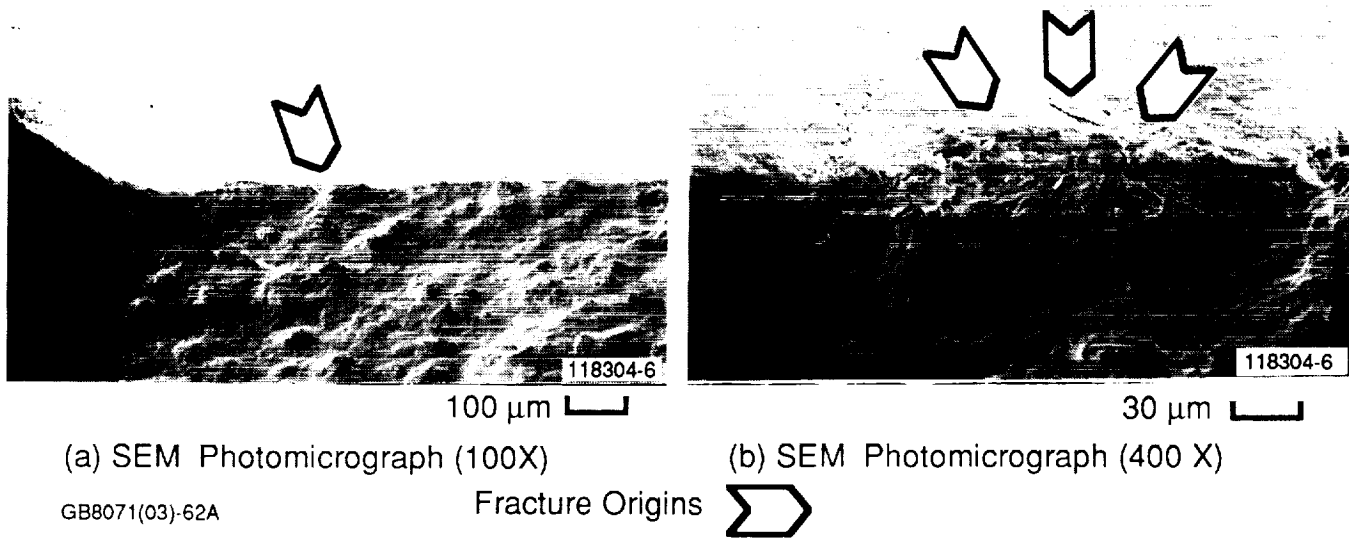 118304-6
118304-6
100 μm
30 μm
(a) SEM Photomicrograph (100X)
(b) SEM Photomicrograph (400 X)
GB8071(03)-62A
Fracture Origins